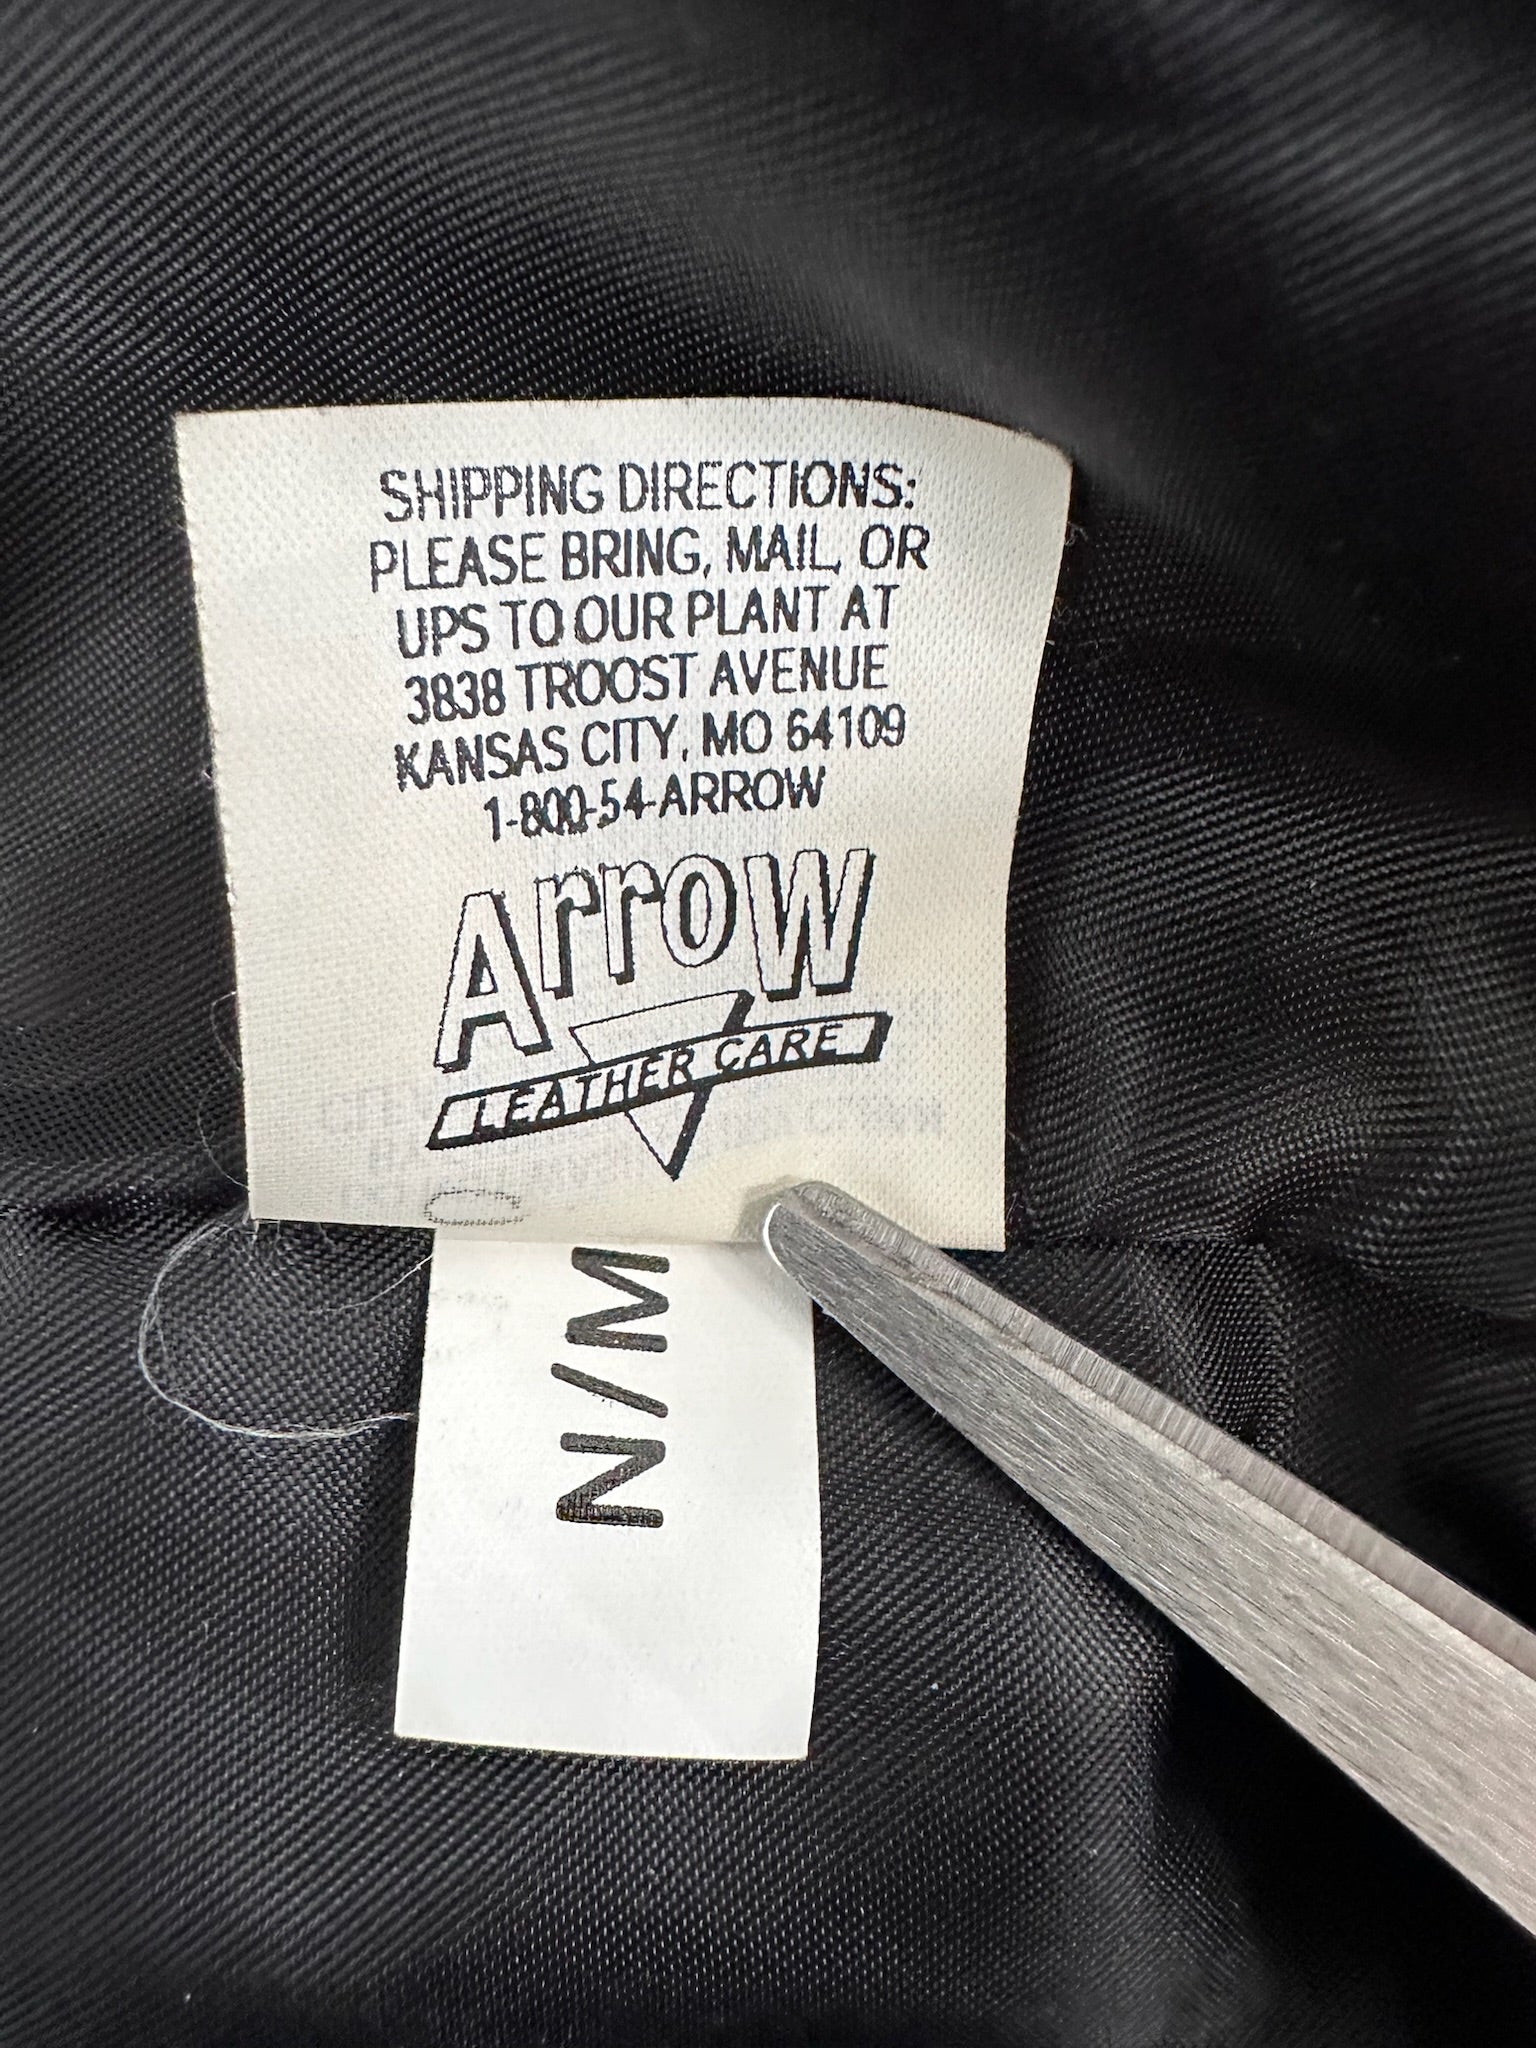 SHIPPING DIRECTIONS:
PLEASE BRING, MAIL, OR
UPS TO OUR PLANT AT
3838 TROOST AVENUE
KANSAS CITY, MO 64109
1-800-54-ARROW
Arrow
LEATHER CARE
N/M